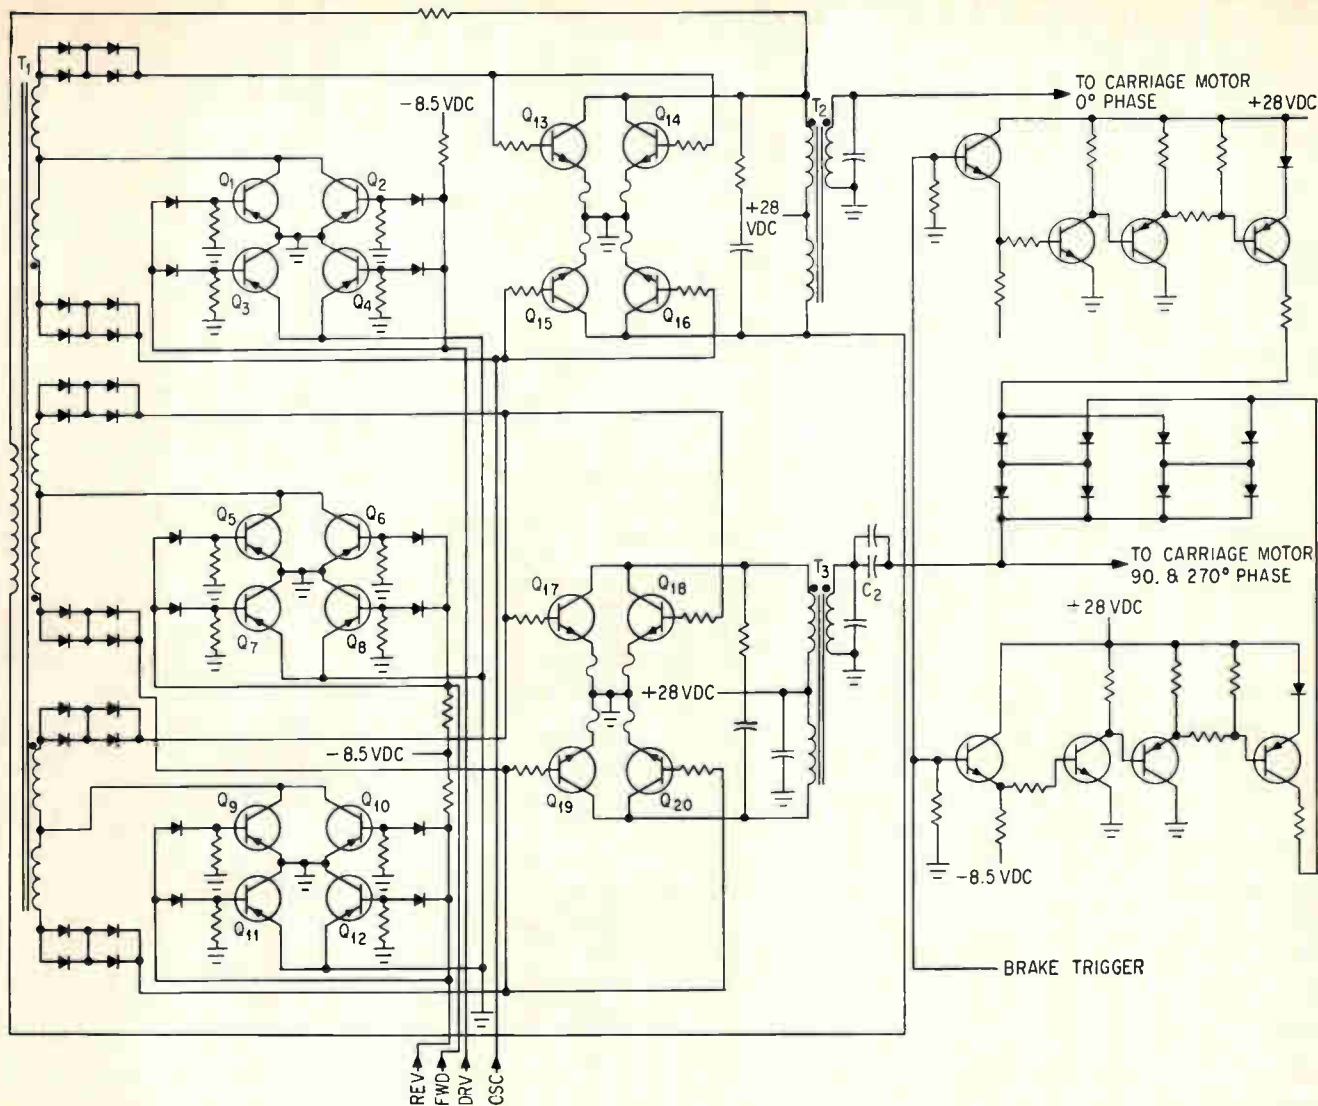 T1
-8.5 VDC
Q13
Q14
T2
TO CARRIAGE MOTOR
0° PHASE
+28 VDC
Q1
Q2
+28
VDC
Q3
Q4
Q15
Q16
Q5
Q6
Q7
Q8
Q17
Q18
T3
C2
TO CARRIAGE MOTOR
90. & 270° PHASE
+28 VDC
+28 VDC
-8.5 VDC
Q9
Q10
Q19
Q20
Q11
Q12
-8.5 VDC
BRAKE TRIGGER
REV
FWD
DRV
OSC